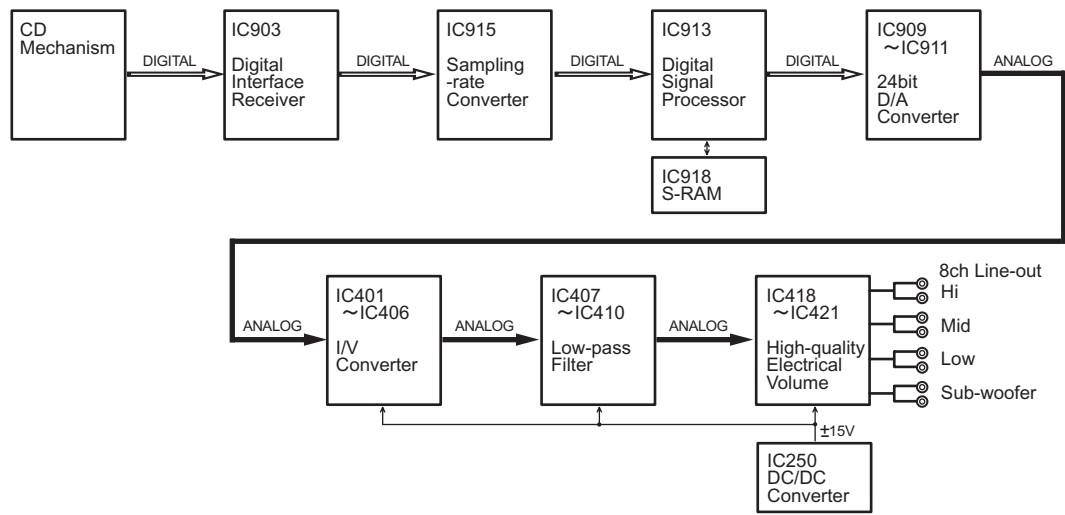 CD
Mechanism
DIGITAL
IC903
Digital
Interface
Receiver
DIGITAL
IC915
Sampling
-rate
Converter
DIGITAL
IC913
Digital
Signal
Processor
DIGITAL
IC909
～IC911
24bit
D/A
Converter
ANALOG
IC918
S-RAM
ANALOG
IC401
～IC406
I/V
Converter
ANALOG
IC407
～IC410
Low-pass
Filter
ANALOG
IC418
～IC421
High-quality
Electrical
Volume
8ch Line-out
Hi
Mid
Low
Sub-woofer
±15V
IC250
DC/DC
Converter